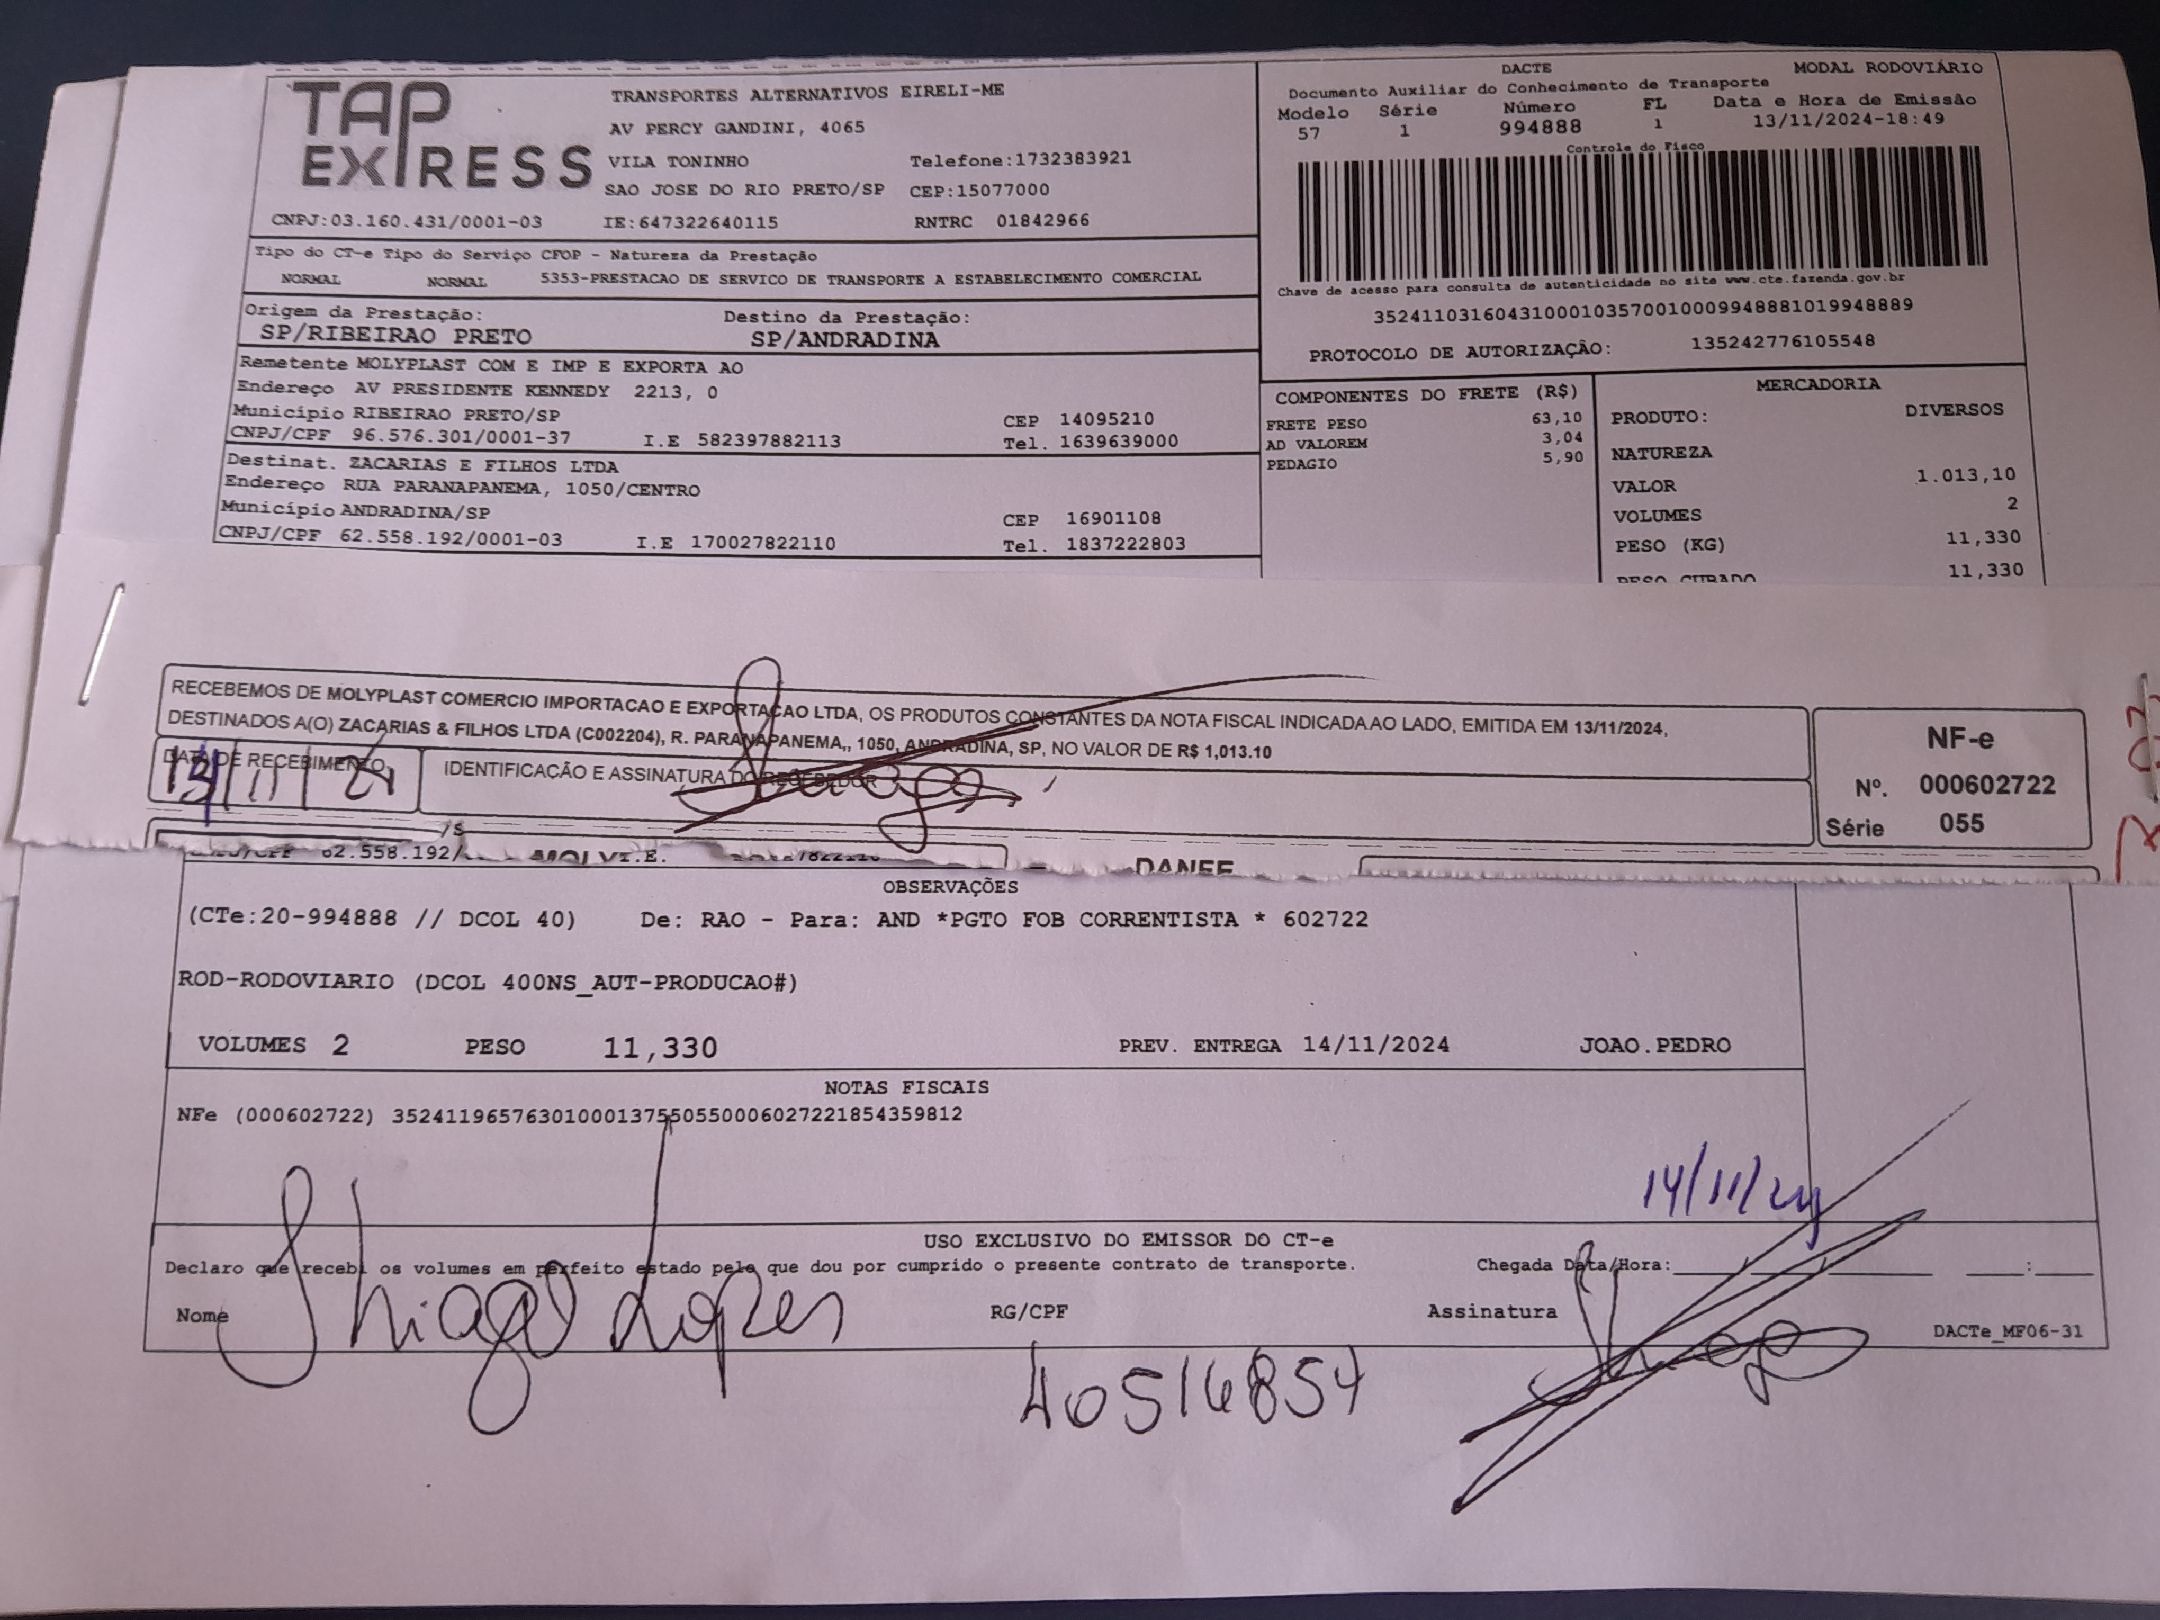 TAP EXPRESS
TRANSPORTES ALTERNATIVOS EIRELI-ME
AV PERCY GANDINI, 4065
VILA TONINHO Telefone:1732383921
SAO JOSE DO RIO PRETO/SP CEP:15077000
CNPJ:03.160.431/0001-03 IE:647322640115 RNTRC 01842966
DACTE MODAL RODOVIÁRIO
Documento Auxiliar do Conhecimento de Transporte
Modelo Série Número FL Data e Hora de Emissão
57 1 994888 1 13/11/2024-18:49
Controle do Fisco
Chave de acesso para consulta de autenticidade no site www.cte.fazenda.gov.br
35241103160431000103570010009948881019948889
PROTOCOLO DE AUTORIZAÇÃO: 135242776105548
Tipo do CT-e Tipo do Serviço CFOP - Natureza da Prestação
NORMAL NORMAL 5353-PRESTACAO DE SERVICO DE TRANSPORTE A ESTABELECIMENTO COMERCIAL
Origem da Prestação: Destino da Prestação:
SP/RIBEIRAO PRETO SP/ANDRADINA
Remetente MOLYPLAST COM E IMP E EXPORTA AO
Endereço AV PRESIDENTE KENNEDY 2213, 0
Município RIBEIRAO PRETO/SP CEP 14095210
CNPJ/CPF 96.576.301/0001-37 I.E 582397882113 Tel. 1639639000
Destinat. ZACARIAS E FILHOS LTDA
Endereço RUA PARANAPANEMA, 1050/CENTRO
Município ANDRADINA/SP CEP 16901108
CNPJ/CPF 62.558.192/0001-03 I.E 170027822110 Tel. 1837222803
COMPONENTES DO FRETE (R$)
FRETE PESO 63,10
AD VALOREM 3,04
PEDAGIO 5,90
MERCADORIA
PRODUTO: DIVERSOS
NATUREZA
VALOR 1.013,10
VOLUMES 2
PESO (KG) 11,330
PESO CUBADO 11,330
RECEBEMOS DE MOLYPLAST COMERCIO IMPORTACAO E EXPORTACAO LTDA, OS PRODUTOS CONSTANTES DA NOTA FISCAL INDICADA AO LADO, EMITIDA EM 13/11/2024,
DESTINADOS A(O) ZACARIAS & FILHOS LTDA (C002204), R. PARANAPANEMA,, 1050, ANDRADINA, SP, NO VALOR DE R$ 1,013.10
DATA DE RECEBIMENTO IDENTIFICAÇÃO E ASSINATURA DO RECEBEDOR
NF-e
Nº. 000602722
Série 055
/S
62.558.192/ I.E.
DANFE
OBSERVAÇÕES
(CTe:20-994888 // DCOL 40) De: RAO - Para: AND *PGTO FOB CORRENTISTA * 602722
ROD-RODOVIARIO (DCOL 400NS_AUT-PRODUCAO#)
VOLUMES 2 PESO 11,330 PREV. ENTREGA 14/11/2024 JOAO.PEDRO
NOTAS FISCAIS
NFe (000602722) 35241196576301000137550550006027221854359812
14/11/24
USO EXCLUSIVO DO EMISSOR DO CT-e
Declaro que recebi os volumes em perfeito estado pelo que dou por cumprido o presente contrato de transporte. Chegada Data/Hora:
Nome Thiago Lopes RG/CPF Assinatura
DACTe_MF06-31
40516854